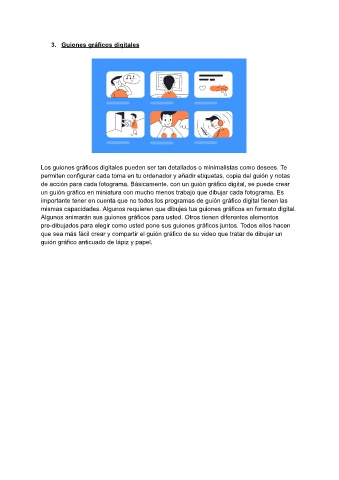 3. Guiones gráficos digitales
Los guiones gráficos digitales pueden ser tan detallados o minimalistas como desees. Te
permiten configurar cada toma en tu ordenador y añadir etiquetas, copia del guión y notas
de acción para cada fotograma. Básicamente, con un guión gráfico digital, se puede crear
un guión gráfico en miniatura con mucho menos trabajo que dibujar cada fotograma. Es
importante tener en cuenta que no todos los programas de guión gráfico digital tienen las
mismas capacidades. Algunos requieren que dibujes tus guiones gráficos en formato digital.
Algunos animarán sus guiones gráficos para usted. Otros tienen diferentes elementos
pre-dibujados para elegir como usted pone sus guiones gráficos juntos. Todos ellos hacen
que sea más fácil crear y compartir el guión gráfico de su video que tratar de dibujar un
guión gráfico anticuado de lápiz y papel.